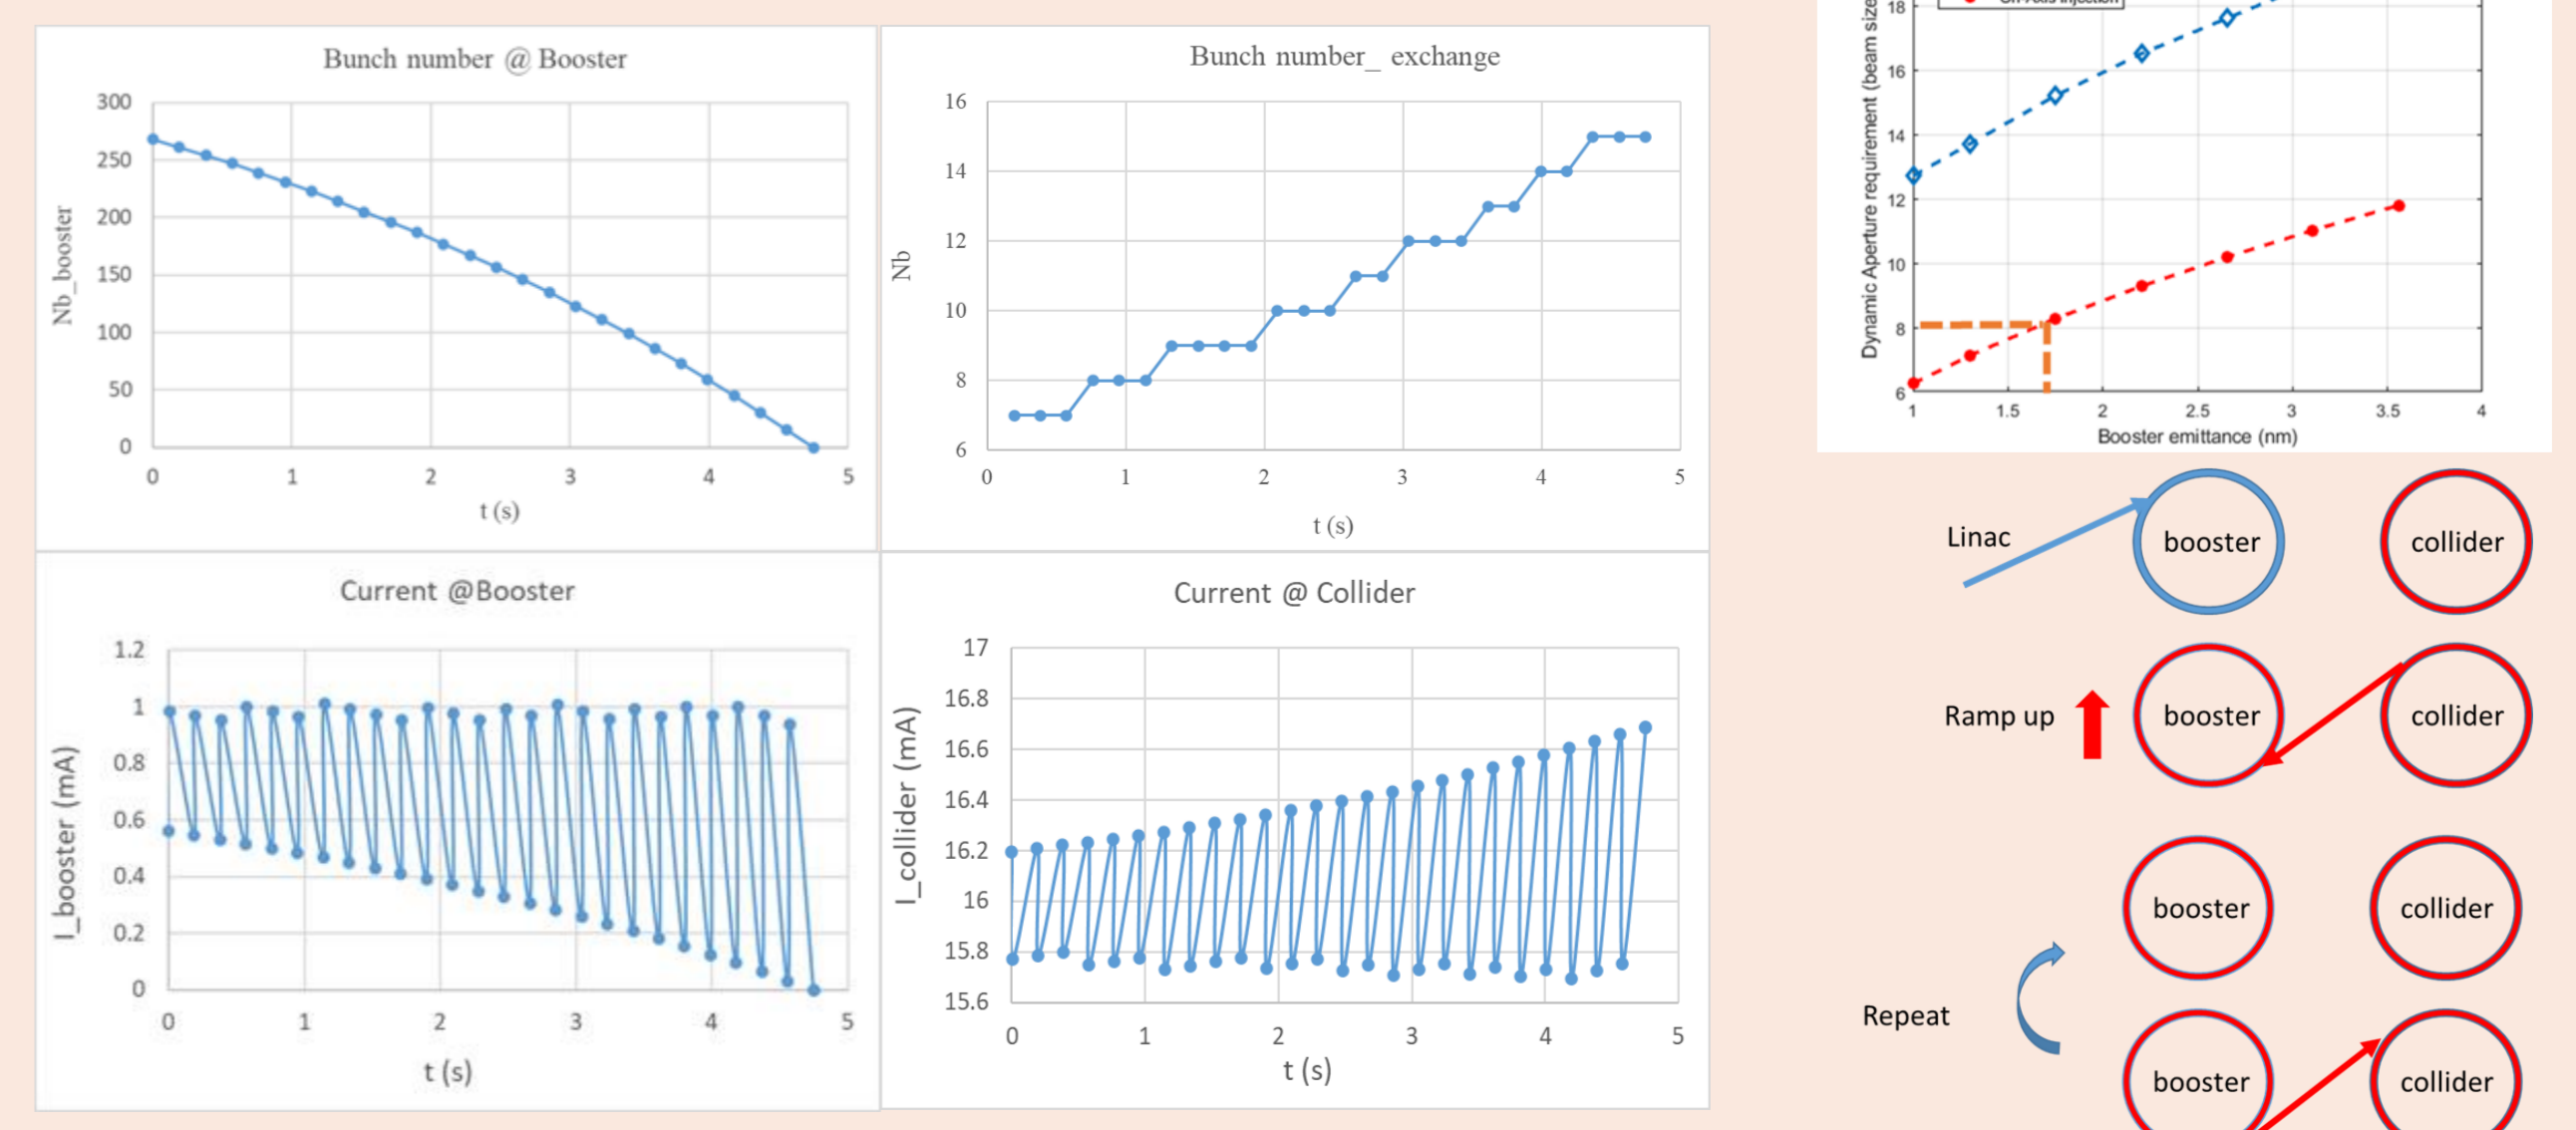 Bunch number @ Booster
300
250
200
150
100
50
0
Nb_booster
0 1 2 3 4 5
t (s)
Bunch number_ exchange
16
14
12
10
8
6
Nb
0 1 2 3 4 5
t (s)
Current @Booster
1.2
1
0.8
0.6
0.4
0.2
0
I_booster (mA)
0 1 2 3 4 5
t (s)
Current @ Collider
17
16.8
16.6
16.4
16.2
16
15.8
15.6
I_collider (mA)
0 1 2 3 4 5
t (s)
On-Axis Injection
18
16
14
12
10
8
6
Dynamic Aperture requirement (beam size
1 1.5 2 2.5 3 3.5 4
Booster emittance (nm)
Linac
booster
collider
Ramp up
booster
collider
booster
collider
Repeat
booster
collider